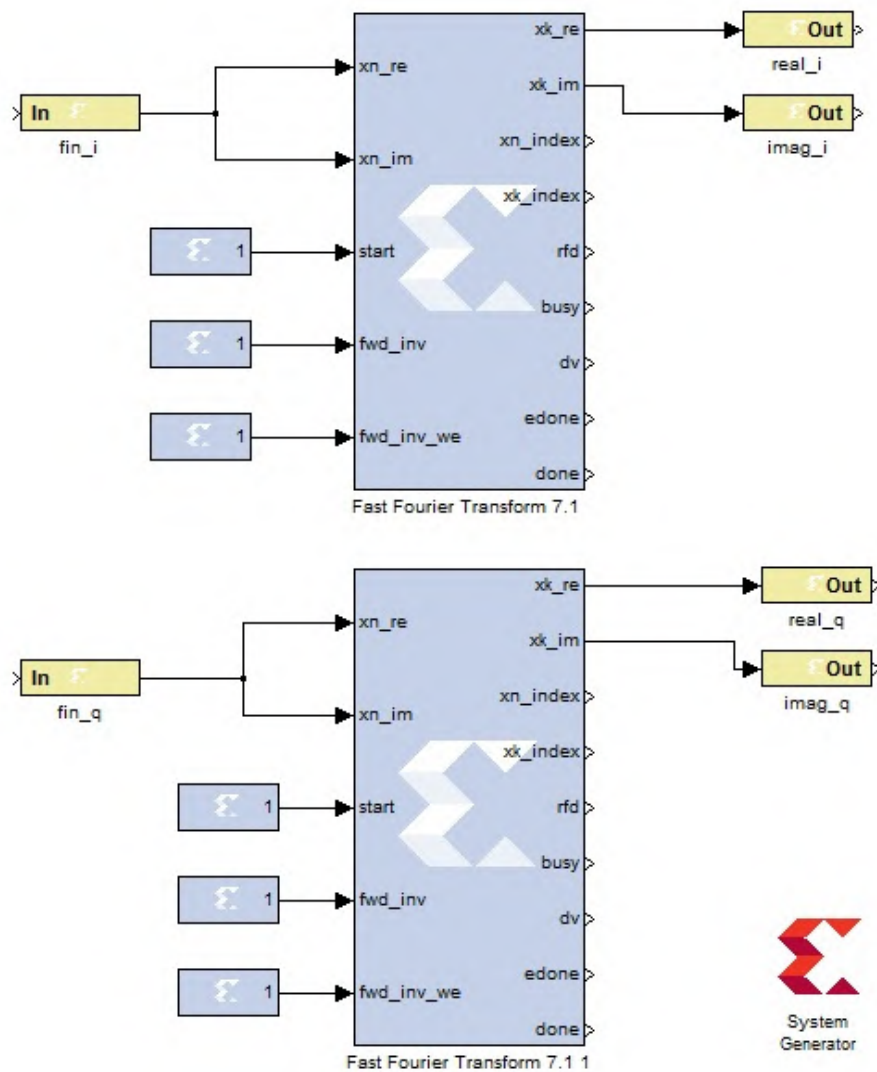 xk_re
Out
xn_re
real_i
xk_im
In
Out
fin_i
xn_index
imag_i
xn_im
xk_index
1
start
rfd
busy
1
fwd_inv
dv
edone
1
fwd_inv_we
done
Fast Fourier Transform 7.1
xk_re
Out
xn_re
real_q
xk_im
In
Out
fin_q
xn_index
imag_q
xn_im
xk_index
1
start
rfd
busy
1
fwd_inv
dv
edone
1
fwd_inv_we
done
System
Generator
Fast Fourier Transform 7.1 1